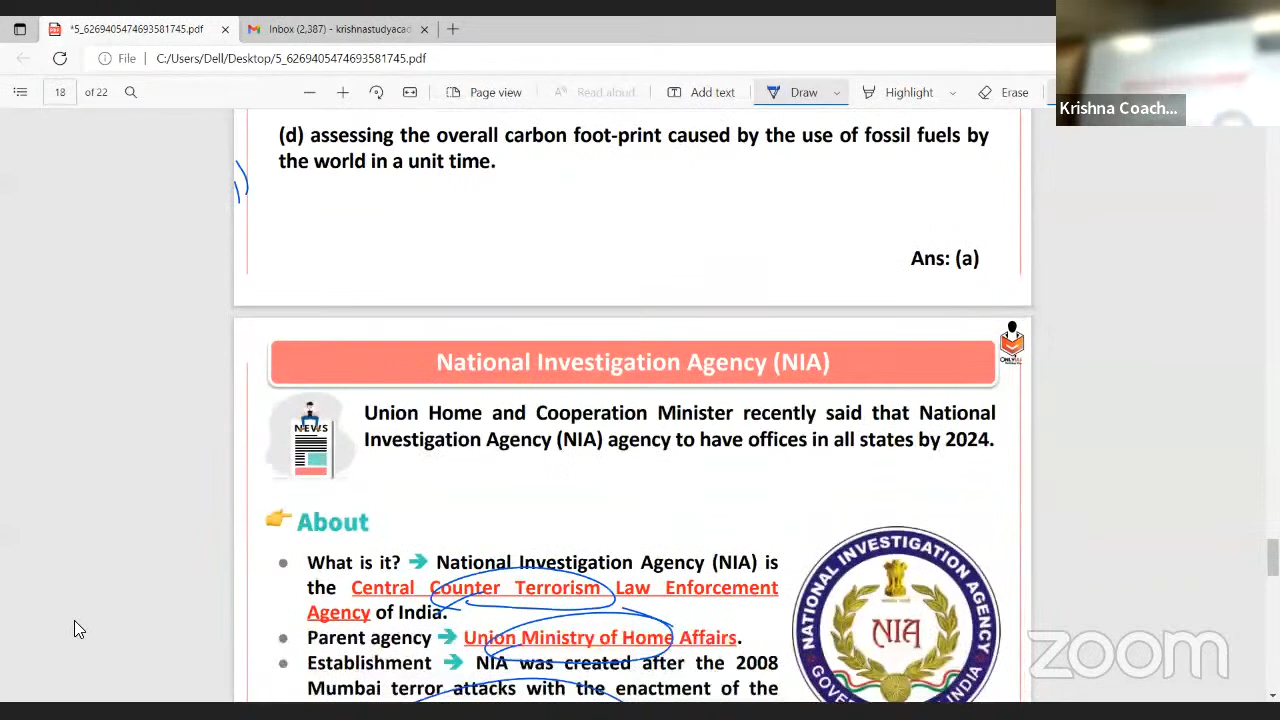 *5_6269405474693581745.pdf
Inbox (2,387) - krishnastudyacad
File C:/Users/Dell/Desktop/5_6269405474693581745.pdf
18 of 22 Page view Read aloud Add text Draw Highlight Erase
Krishna Coach...
(d) assessing the overall carbon foot-print caused by the use of fossil fuels by
the world in a unit time.
Ans: (a)
National Investigation Agency (NIA)
NEWS
Union Home and Cooperation Minister recently said that National
Investigation Agency (NIA) agency to have offices in all states by 2024.
About
What is it? → National Investigation Agency (NIA) is
the Central Counter Terrorism Law Enforcement
Agency of India.
Parent agency → Union Ministry of Home Affairs.
Establishment → NIA was created after the 2008
Mumbai terror attacks with the enactment of the
NATIONAL INVESTIGATION AGENCY
NIA
INDIA
zoom